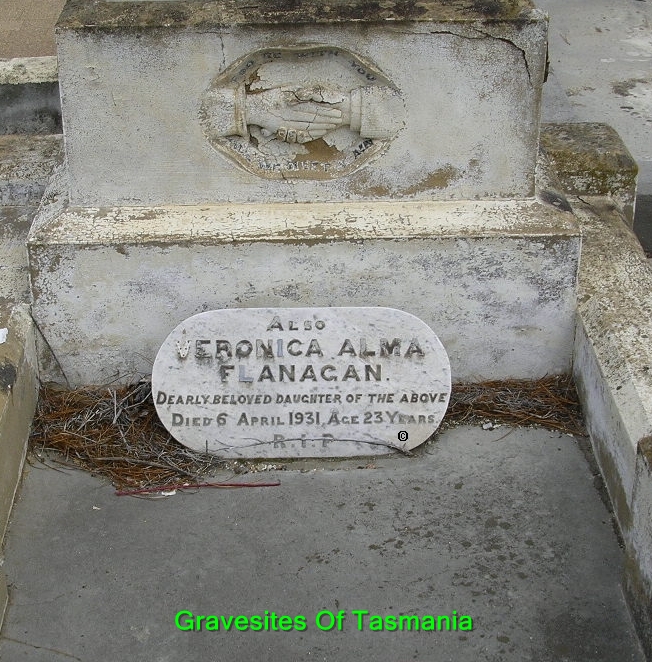 ALSO
VERONICA ALMA
FLANAGAN.
DEARLY BELOVED DAUGHTER OF THE ABOVE
DIED 6 APRIL 1931, AGE 23 YEARS.
R.I.P
©
Gravesites Of Tasmania